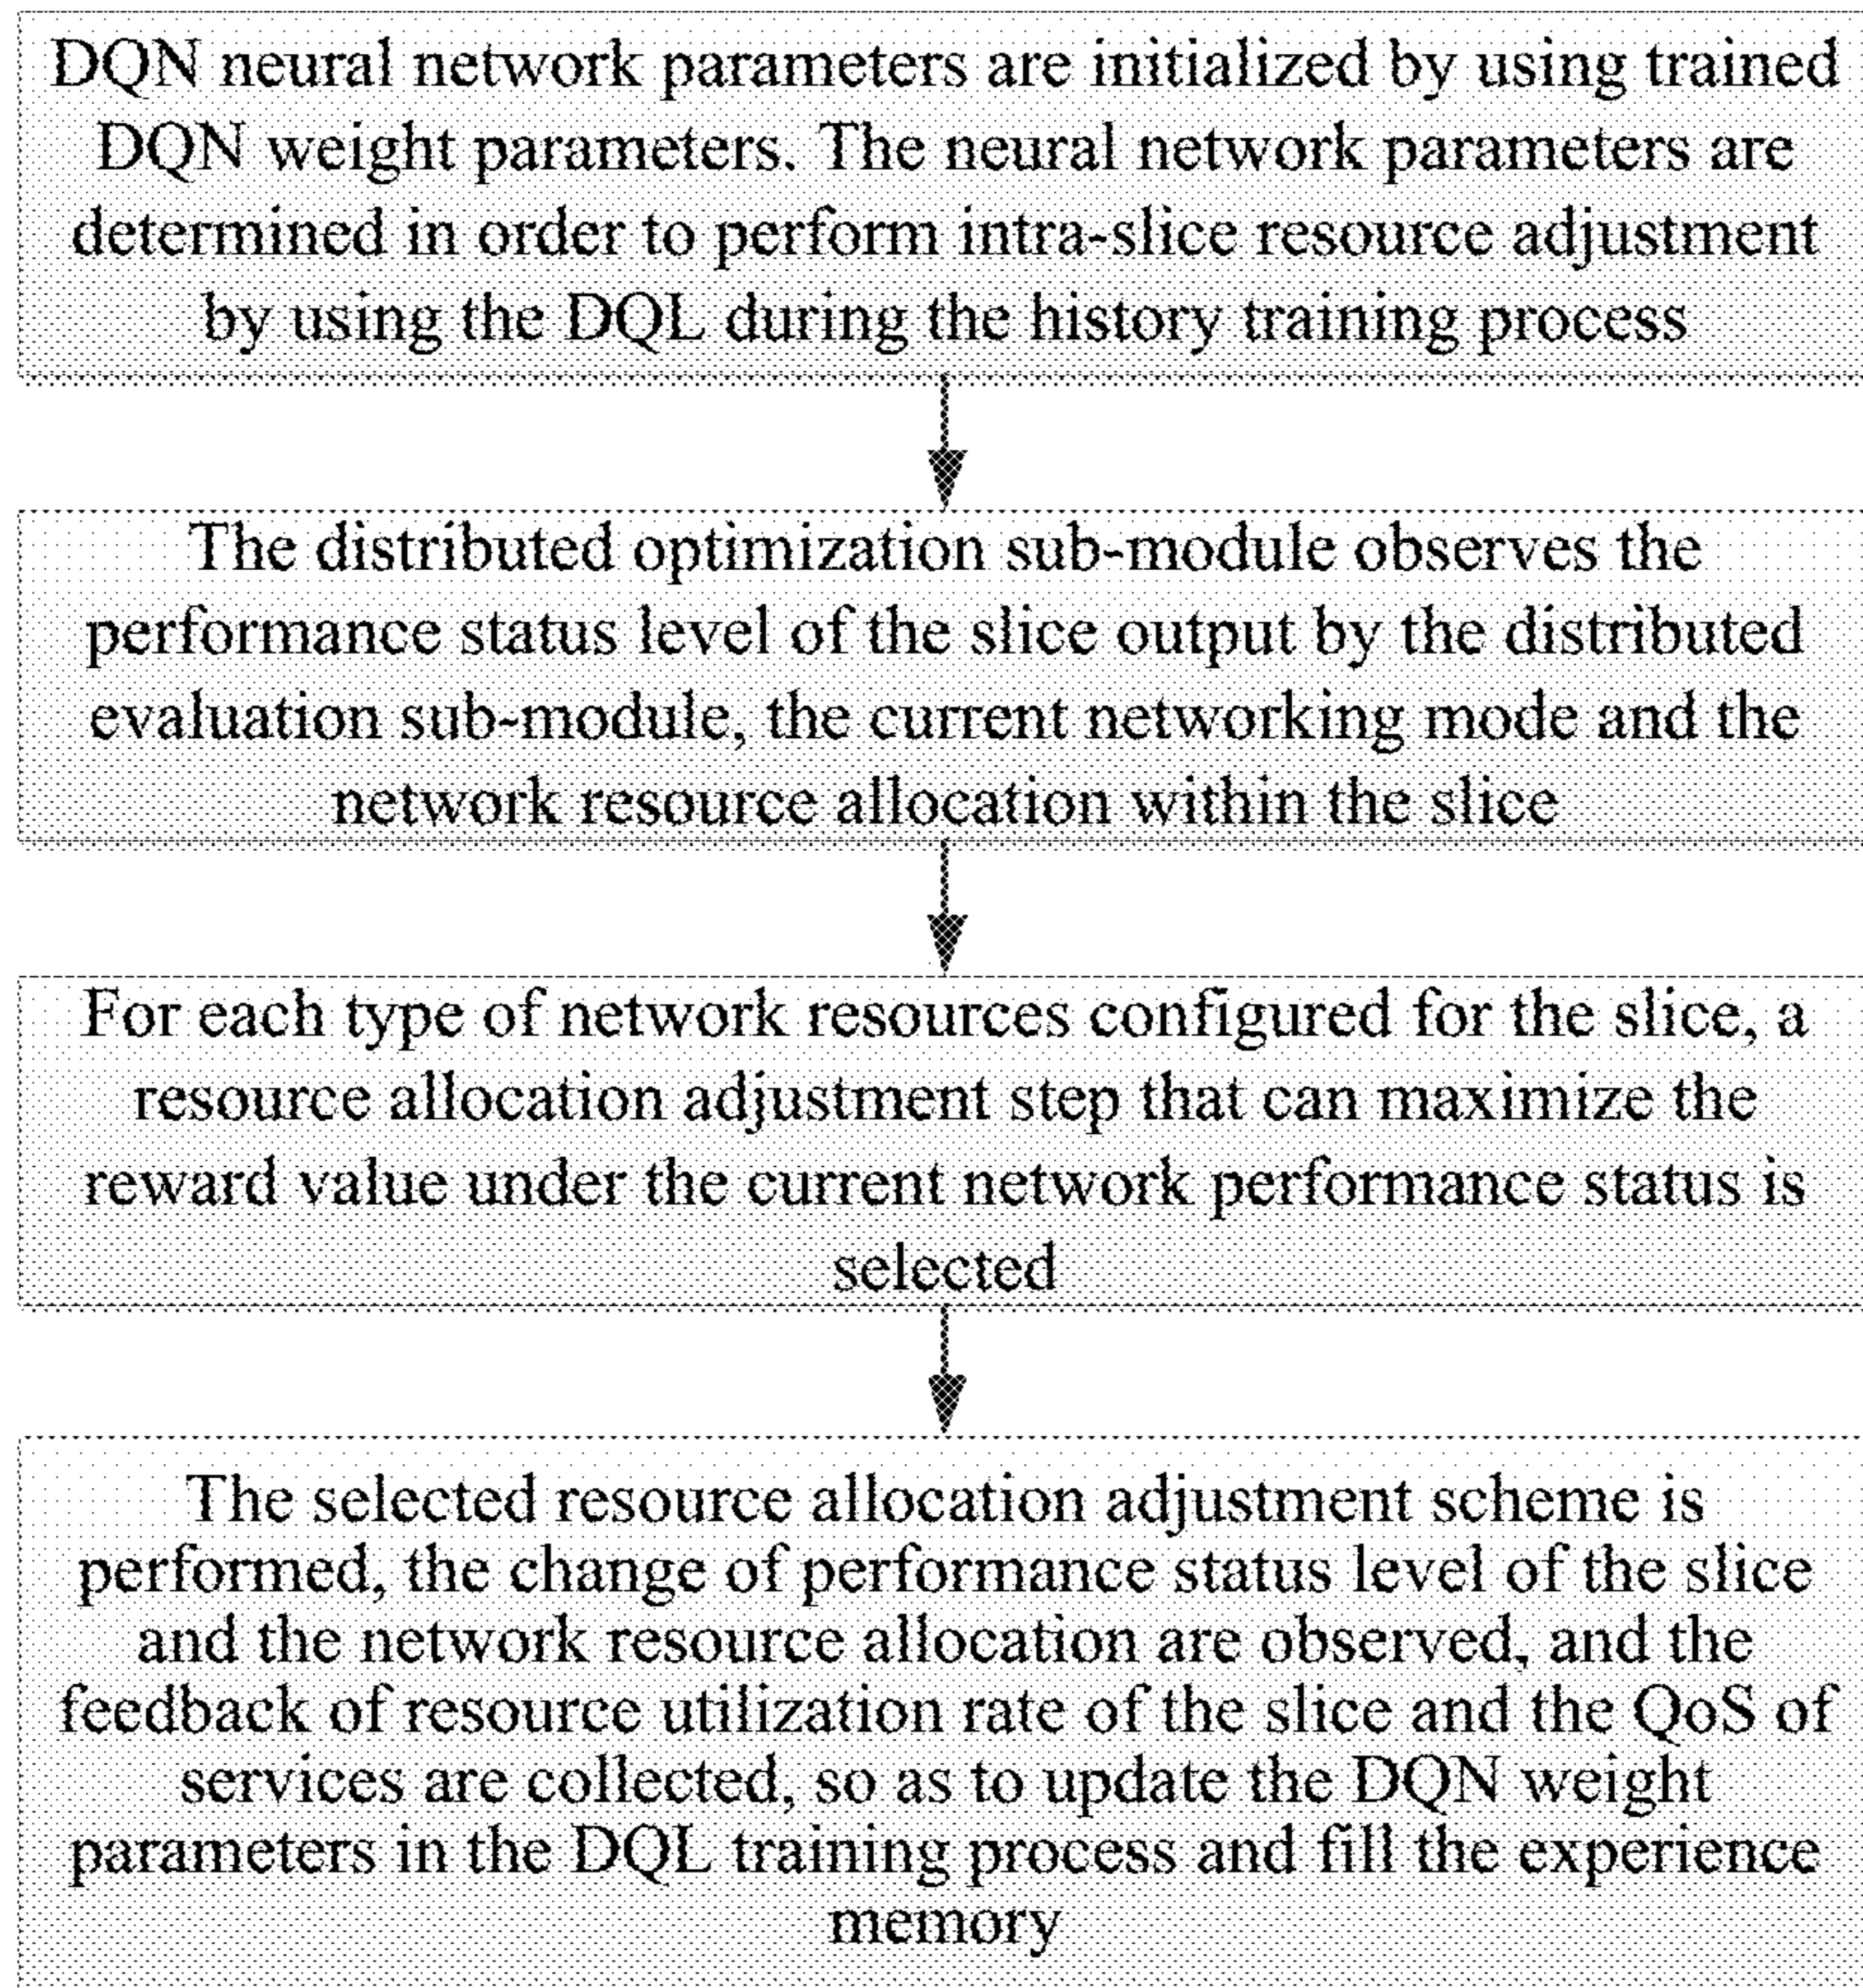 DQN neural network parameters are initialized by using trained
DQN weight parameters. The neural network parameters are
determined in order to perform intra-slice resource adjustment
by using the DQL during the history training process
The distributed optimization sub-module observes the
performance status level of the slice output by the distributed
evaluation sub-module, the current networking mode and the
network resource allocation within the slice
For each type of network resources configured for the slice, a
resource allocation adjustment step that can maximize the
reward value under the current network performance status is
selected
The selected resource allocation adjustment scheme is
performed, the change of performance status level of the slice
and the network resource allocation are observed, and the
feedback of resource utilization rate of the slice and the QoS of
services are collected, so as to update the DQN weight
parameters in the DQL training process and fill the experience
memory